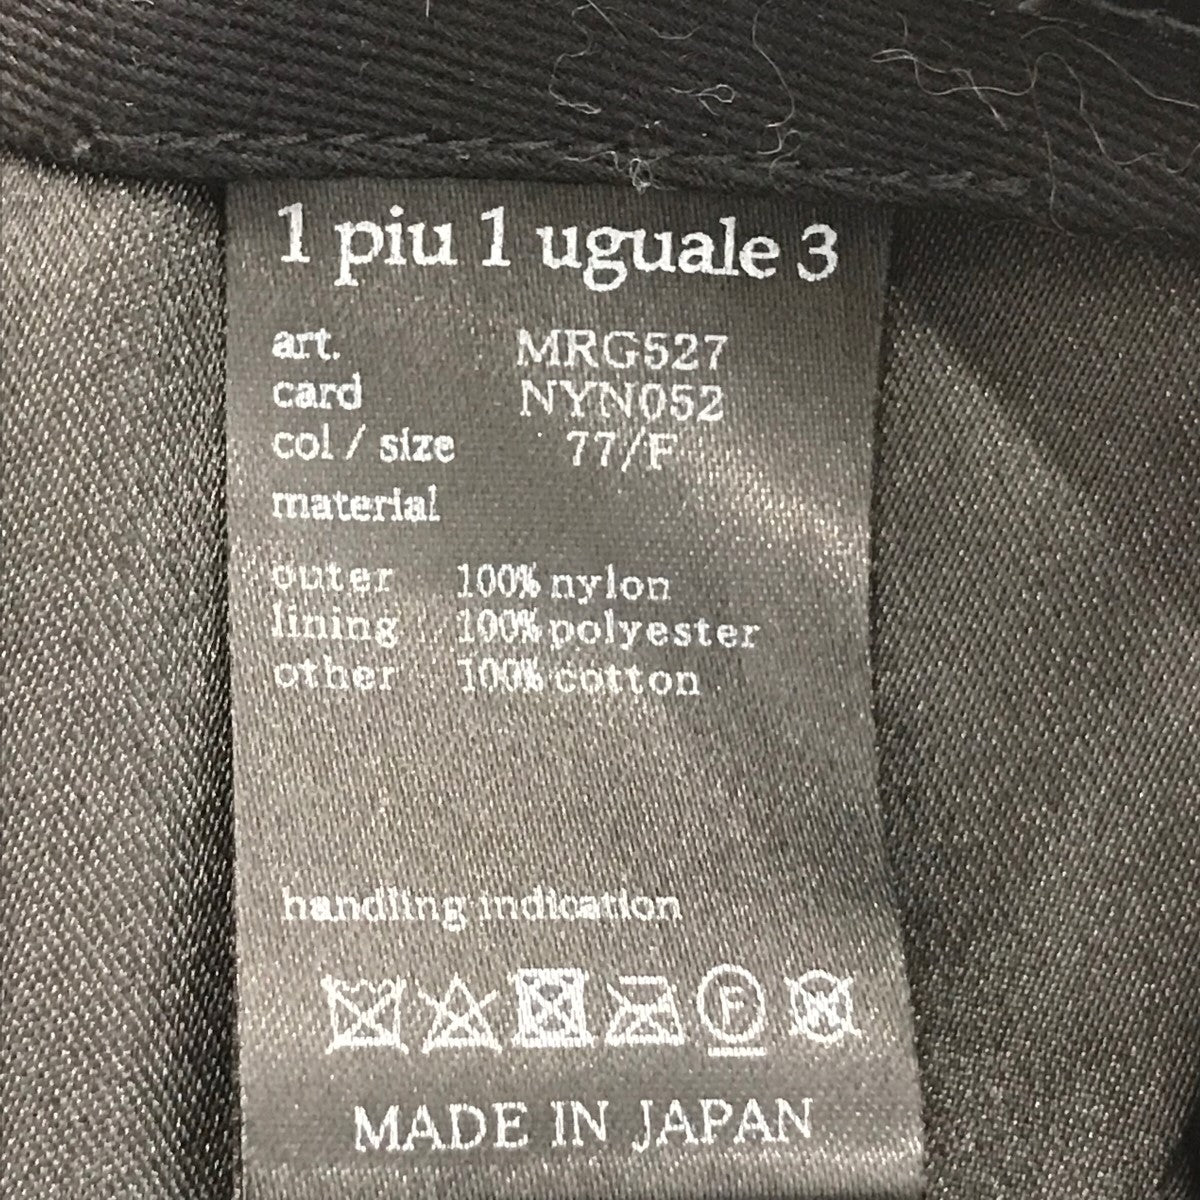 1 piu 1 uguale 3
art. MRG527
card NYN052
col / size 77/F
material
outer 100% nylon
lining 100% polyester
other 100% cotton
handling indication
F W
MADE IN JAPAN